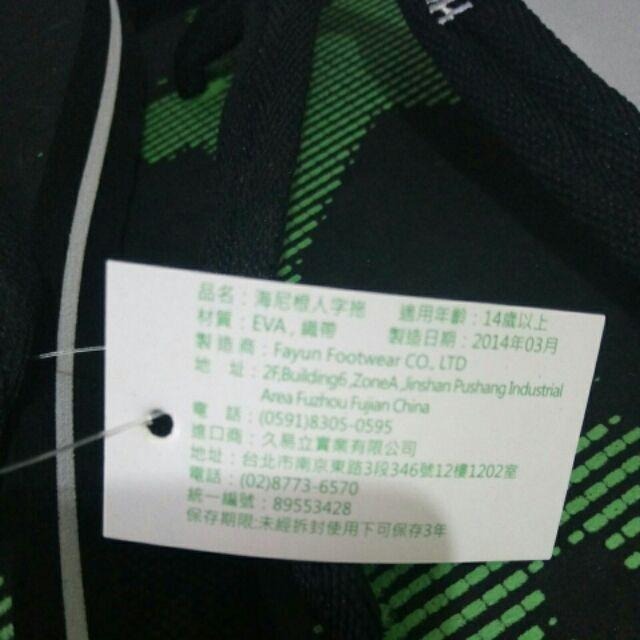 品名：海尼根人字拖 適用年齡：14歲以上
材質：EVA, 織帶 製造日期：2014年03月
製造商：Fayun Footwear CO., LTD
地 址：2F.Building6 ,ZoneA,Jinshan Pushang Industrial
Area Fuzhou Fujian China
電 話：(0591)8305-0595
進口商：久易立實業有限公司
地址：台北市南京東路3段346號12樓1202室
電話：(02)8773-6570
統一編號：89553428
保存期限:未經拆封使用下可保存3年